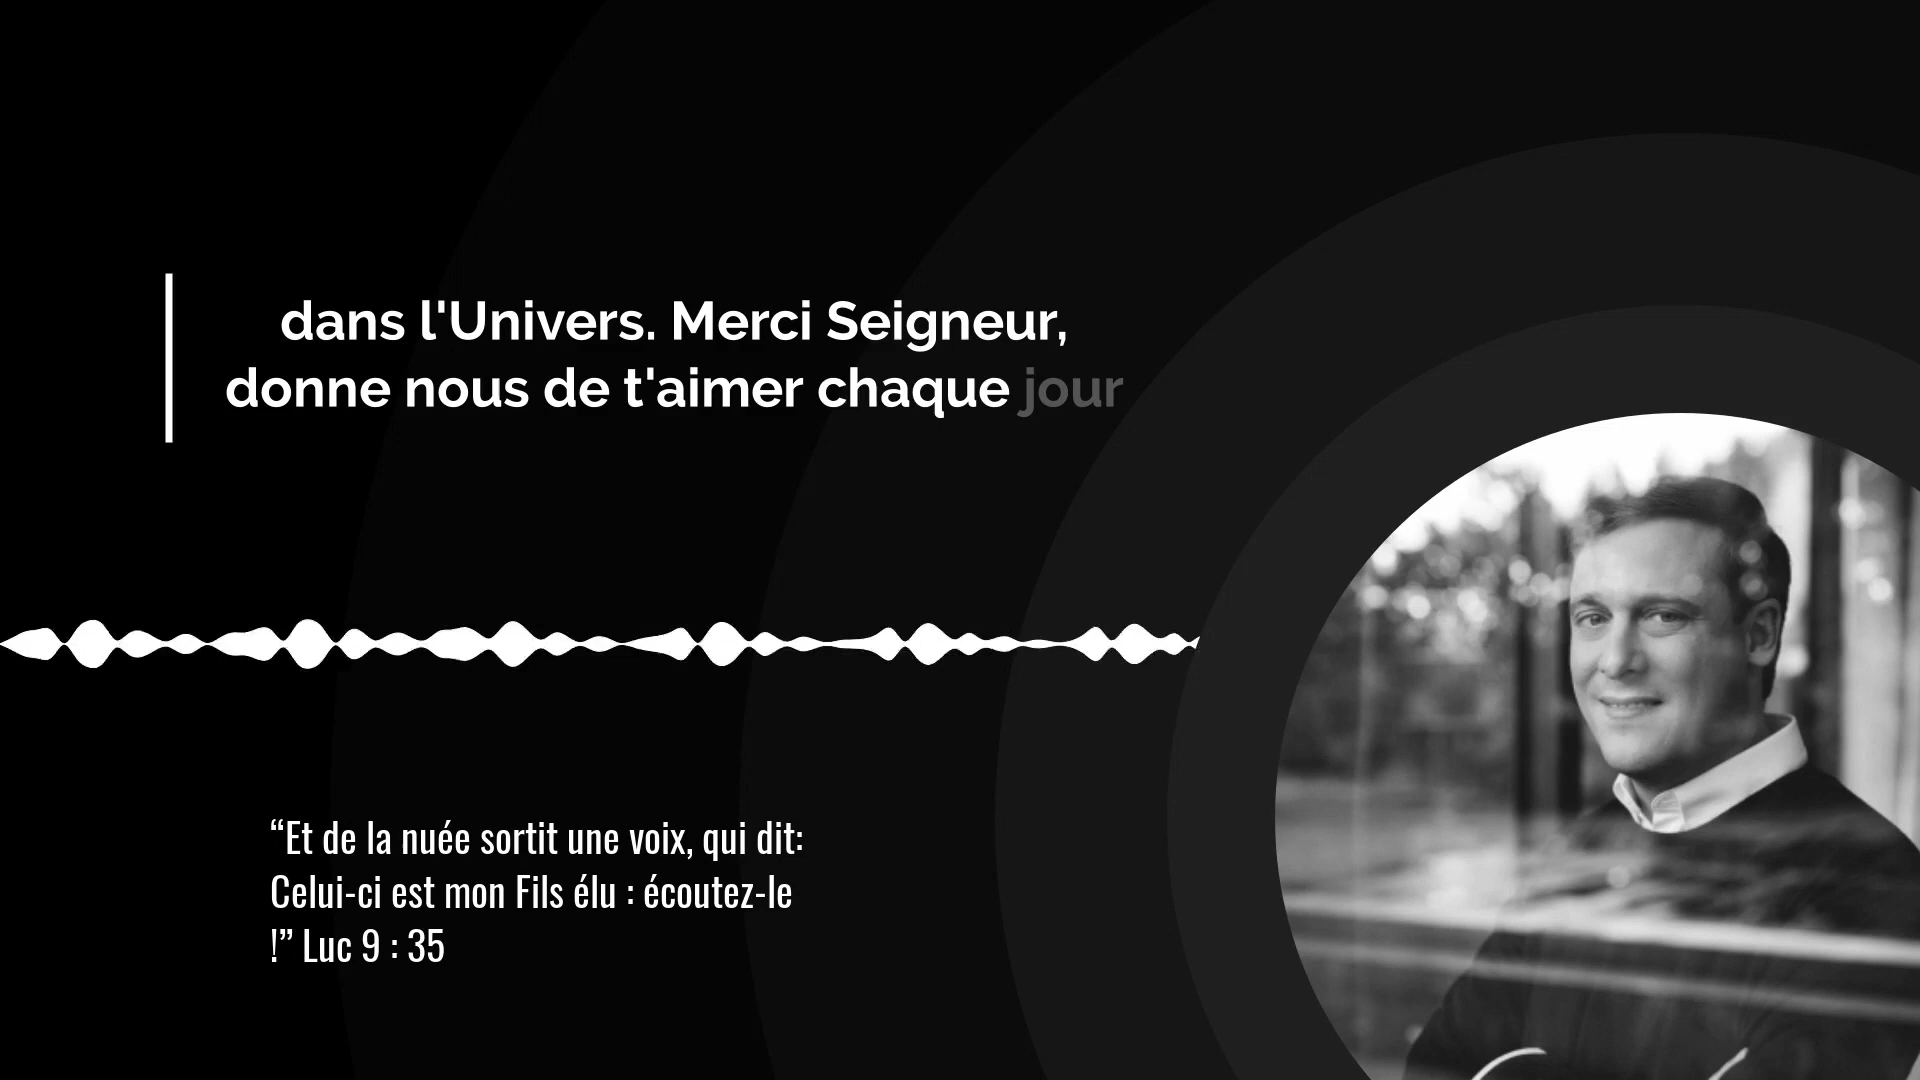 dans l'Univers. Merci Seigneur,
donne nous de t'aimer chaque jour
“Et de la nuée sortit une voix, qui dit:
Celui-ci est mon Fils élu : écoutez-le
!” Luc 9 : 35